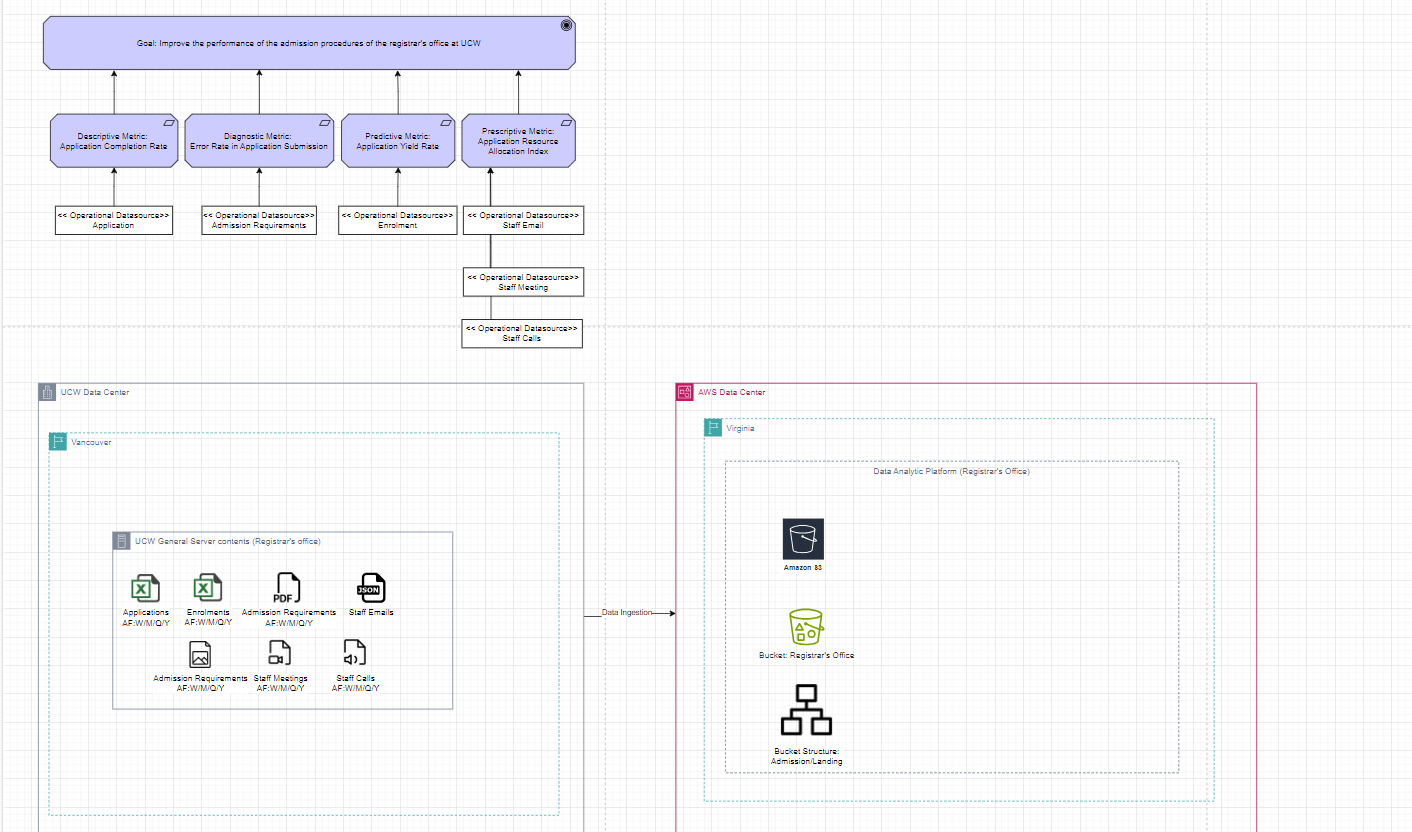 Goal: Improve the performance of the admission procedures of the registrar's office at UCW
Descriptive Metric:
Application Completion Rate
Diagnostic Metric:
Error Rate in Application Submission
Predictive Metric:
Application Yield Rate
Prescriptive Metric:
Application Resource
Allocation Index
<< Operational Datasource>>
Application
<< Operational Datasource>>
Admission Requirements
<< Operational Datasource>>
Enrolment
<< Operational Datasource>>
Staff Email
<< Operational Datasource>>
Staff Meeting
<< Operational Datasource>>
Staff Calls
UCW Data Center
Vancouver
UCW General Server contents (Registrar's office)
Applications
AF:W/M/Q/Y
Enrolments
AF:W/M/Q/Y
PDF
Admission Requirements
AF:W/M/Q/Y
JSON
Staff Emails
Admission Requirements
AF:W/M/Q/Y
Staff Meetings
AF:W/M/Q/Y
Staff Calls
AF:W/M/Q/Y
Data Ingestion
AWS Data Center
Virginia
Data Analytic Platform (Registrar's Office)
Amazon S3
Bucket: Registrar's Office
Bucket Structure:
Admission/Landing